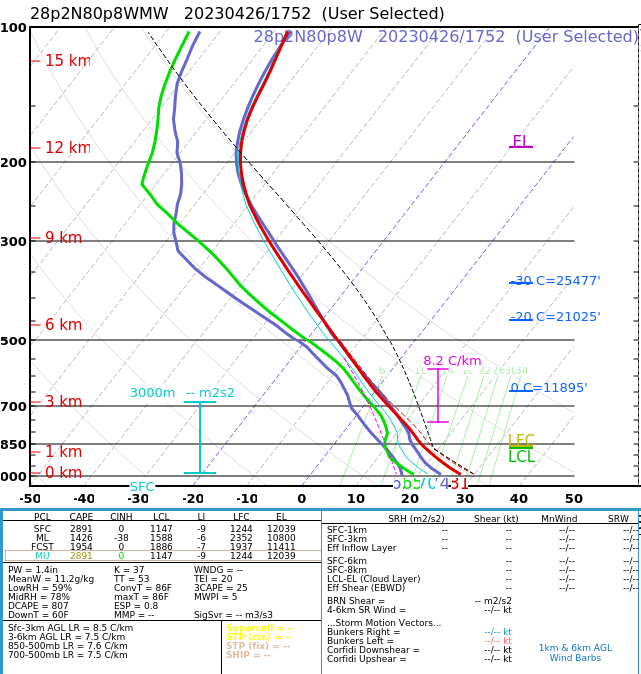 28p2N80p8WMW 20230426/1752 (User Selected)
28p2N80p8W 20230426/1752 (User Selected)
100
15 km
EL
12 km
200
9 km
300
-30 C=25477'
-20 C=21025'
6 km
500
8.2 C/km
3000m -- m2s2
0 C=11895'
3 km
700
LFC
850
1 km
LCL
0 km
000
SFC
-50 -40 -30 -20 -10 0 10 20 30 40 50
PCL CAPE CINH LCL LI LFC EL
SFC 2891 0 1147 -9 1244 12039
ML 1426 -38 1588 -6 2352 10800
FCST 1954 0 1886 -7 1937 11411
MU 2891 0 1147 -9 1244 12039
PW = 1.4in K = 37 WNDG = --
MeanW = 11.2g/kg TT = 53 TEI = 20
LowRH = 59% ConvT = 86F 3CAPE = 25
MidRH = 78% maxT = 86F MWPI = 5
DCAPE = 807 ESP = 0.8
DownT = 60F MMP = -- SigSvr = -- m3/s3
Sfc-3km AGL LR = 8.5 C/km
3-6km AGL LR = 7.5 C/km
850-500mb LR = 7.6 C/km
700-500mb LR = 7.5 C/km
Supercell = --
STP (cin) = --
STP (fix) = --
SHIP = --
SRH (m2/s2) Shear (kt) MnWind SRW
SFC-1km -- -- --/-- --/--
SFC-3km -- -- --/-- --/--
Eff Inflow Layer -- -- --/-- --/--
SFC-6km -- --/-- --/--
SFC-8km -- --/-- --/--
LCL-EL (Cloud Layer) -- --/-- --/--
Eff Shear (EBWD) -- --/-- --/--
BRN Shear = -- m2/s2
4-6km SR Wind = --/-- kt
...Storm Motion Vectors...
Bunkers Right = --/-- kt
Bunkers Left = --/-- kt
Corfidi Downshear = --/-- kt
Corfidi Upshear = --/-- kt
1km & 6km AGL
Wind Barbs